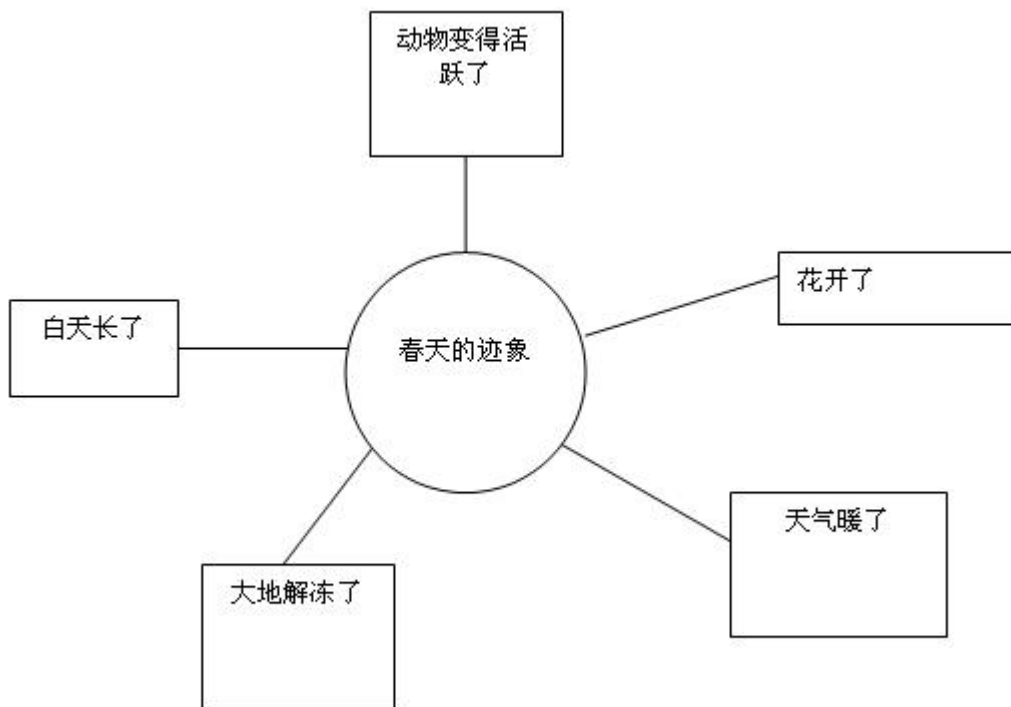 动物变得活
跃了
花开了
白天长了
春天的迹象
天气暖了
大地解冻了